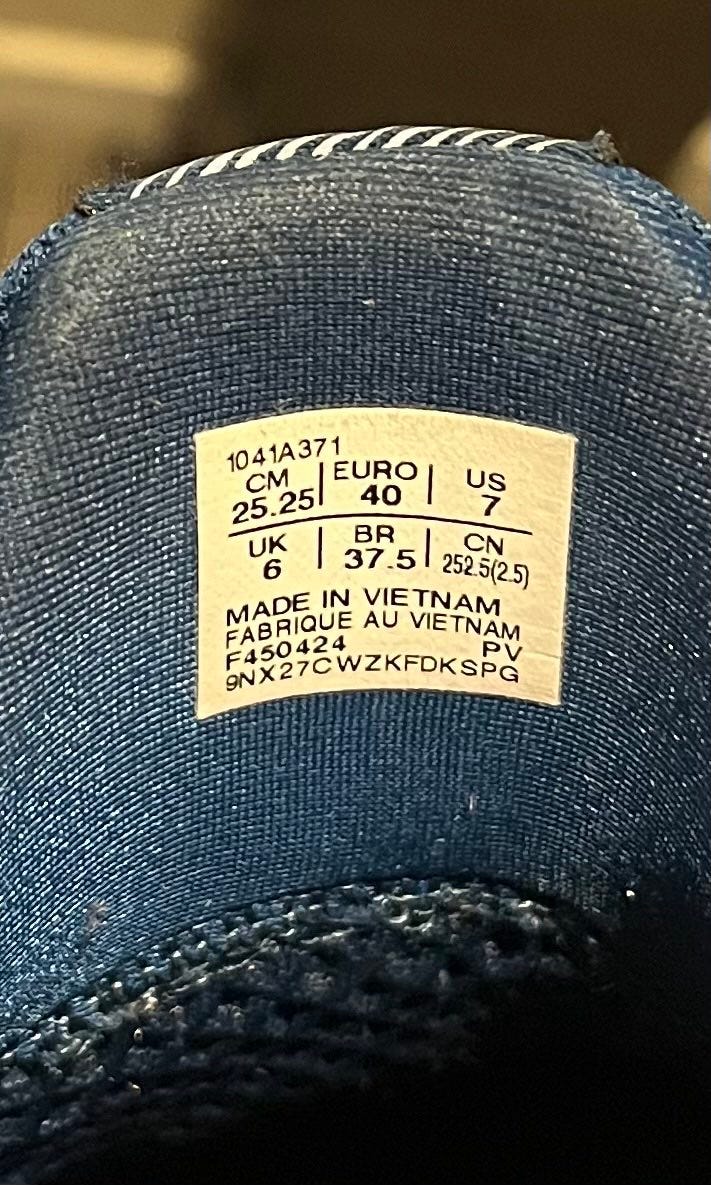 1041A371
CM | EURO | US
25.25 | 40 | 7
UK | BR | CN
6 | 37.5 | 252.5(2.5)
MADE IN VIETNAM
FABRIQUE AU VIETNAM
F450424 PV
9NX27CWZKFDKSPG